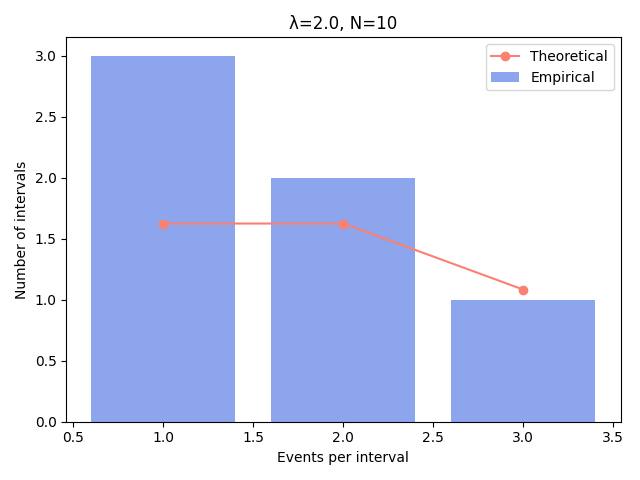 λ=2.0, N=10
Theoretical
Empirical
Number of intervals
3.0
2.5
2.0
1.5
1.0
0.5
0.0
0.5
1.0
1.5
2.0
2.5
3.0
3.5
Events per interval